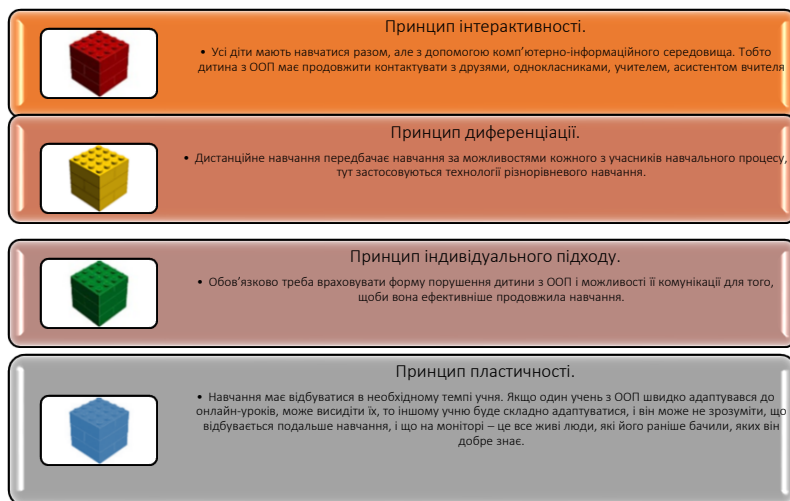 Принцип інтерактивності.
• Усі діти мають навчатися разом, але з допомогою комп'ютерно-інформаційного середовища. Тобто
дитина з ООП має продовжити контактувати з друзями, однокласниками, учителем, асистентом вчителя
Принцип диференціації.
• Дистанційне навчання передбачає навчання за можливостями кожного з учасників навчального процесу,
тут застосовуються технології різнорівневого навчання.
Принцип індивідуального підходу.
• Обов'язково треба враховувати форму порушення дитини з ООП і можливості її комунікації для того,
щоби вона ефективніше продовжила навчання.
Принцип пластичності.
• Навчання має відбуватися в необхідному темпі учня. Якщо один учень з ООП швидко адаптувався до
онлайн-уроків, може висидіти їх, то іншому учню буде складно адаптуватися, і він може не зрозуміти, що
відбувається подальше навчання, і що на моніторі – це все живі люди, які його раніше бачили, яких він
добре знає.